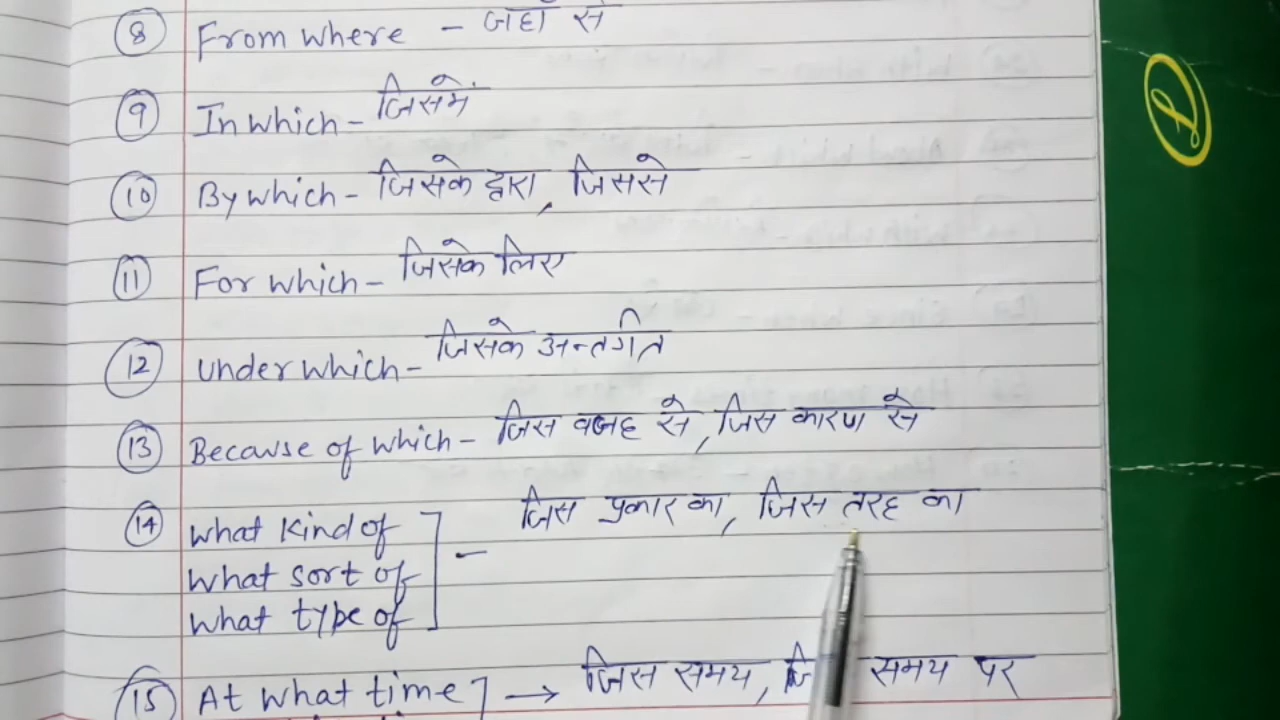 8 From where - जहाँ से
9 In which - जिसमें
10 By which - जिसके द्वारा, जिससे
11 For which - जिसके लिए
12 Under which - जिसके अन्तर्गत
13 Because of which - जिस वजह से, जिस कारण से
14 What kind of ] - जिस प्रकार का, जिस तरह का
What sort of
What type of
15 At what time ] → जिस समय, समय पर